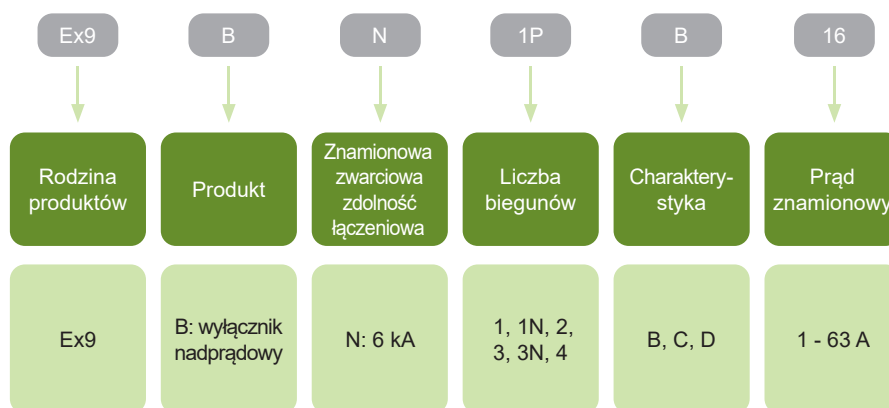 Ex9
B
N
1P
B
16
Rodzina
produktów
Produkt
Znamionowa
zwarciowa
zdolność
łączeniowa
Liczba
biegunów
Charaktery-
styka
Prąd
znamionowy
Ex9
B: wyłącznik
nadprądowy
N: 6 kA
1, 1N, 2,
3, 3N, 4
B, C, D
1 - 63 A